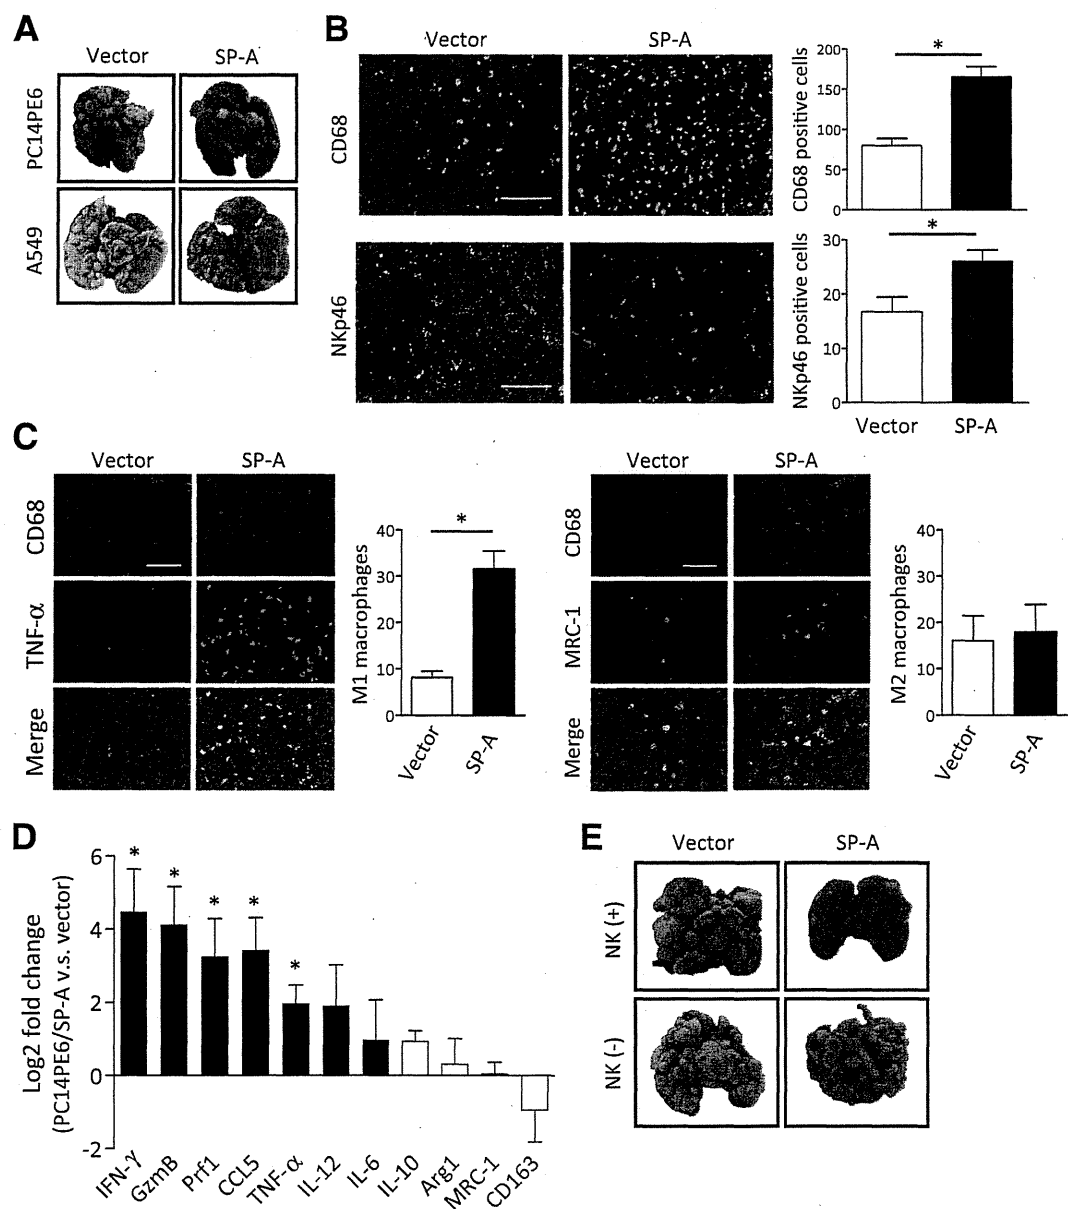 A
Vector SP-A
PC14PE6
A549
B
Vector SP-A
CD68
NKp46
CD68 positive cells
200
150
100
50
0
*
NKp46 positive cells
30
20
10
0
*
Vector SP-A
C
Vector SP-A
CD68
TNF-α
Merge
M1 macrophages
40
30
20
10
0
*
Vector SP-A
Vector SP-A
CD68
MRC-1
Merge
M2 macrophages
40
30
20
10
0
Vector SP-A
D
Log2 fold change
(PC14PE6/SP-A v.s. vector)
6
4
2
0
-2
* * * * *
IFN-γ GzmB Prf1 CCL5 TNF-α IL-12 IL-6 IL-10 Arg1 MRC-1 CD163
E
Vector SP-A
NK (+)
NK (-)